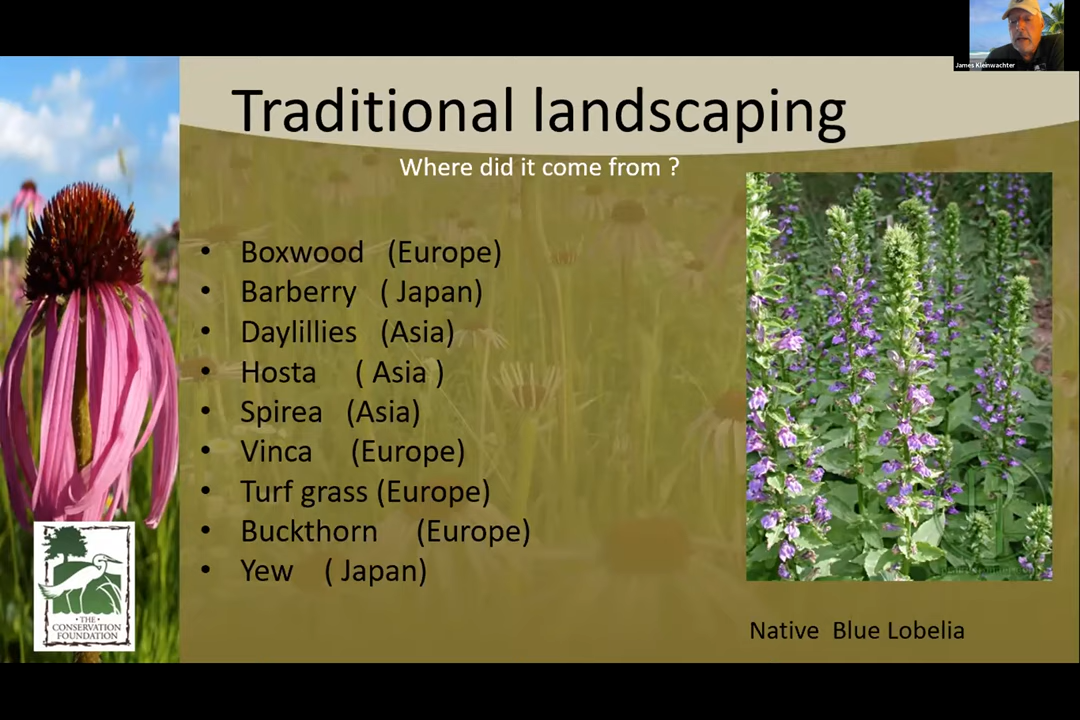 James Kleinwachter
Traditional landscaping
Where did it come from ?
• Boxwood (Europe)
• Barberry ( Japan)
• Daylillies (Asia)
• Hosta ( Asia )
• Spirea (Asia)
• Vinca (Europe)
• Turf grass (Europe)
• Buckthorn (Europe)
• Yew ( Japan)
• THE •
CONSERVATION
FOUNDATION
Native Blue Lobelia